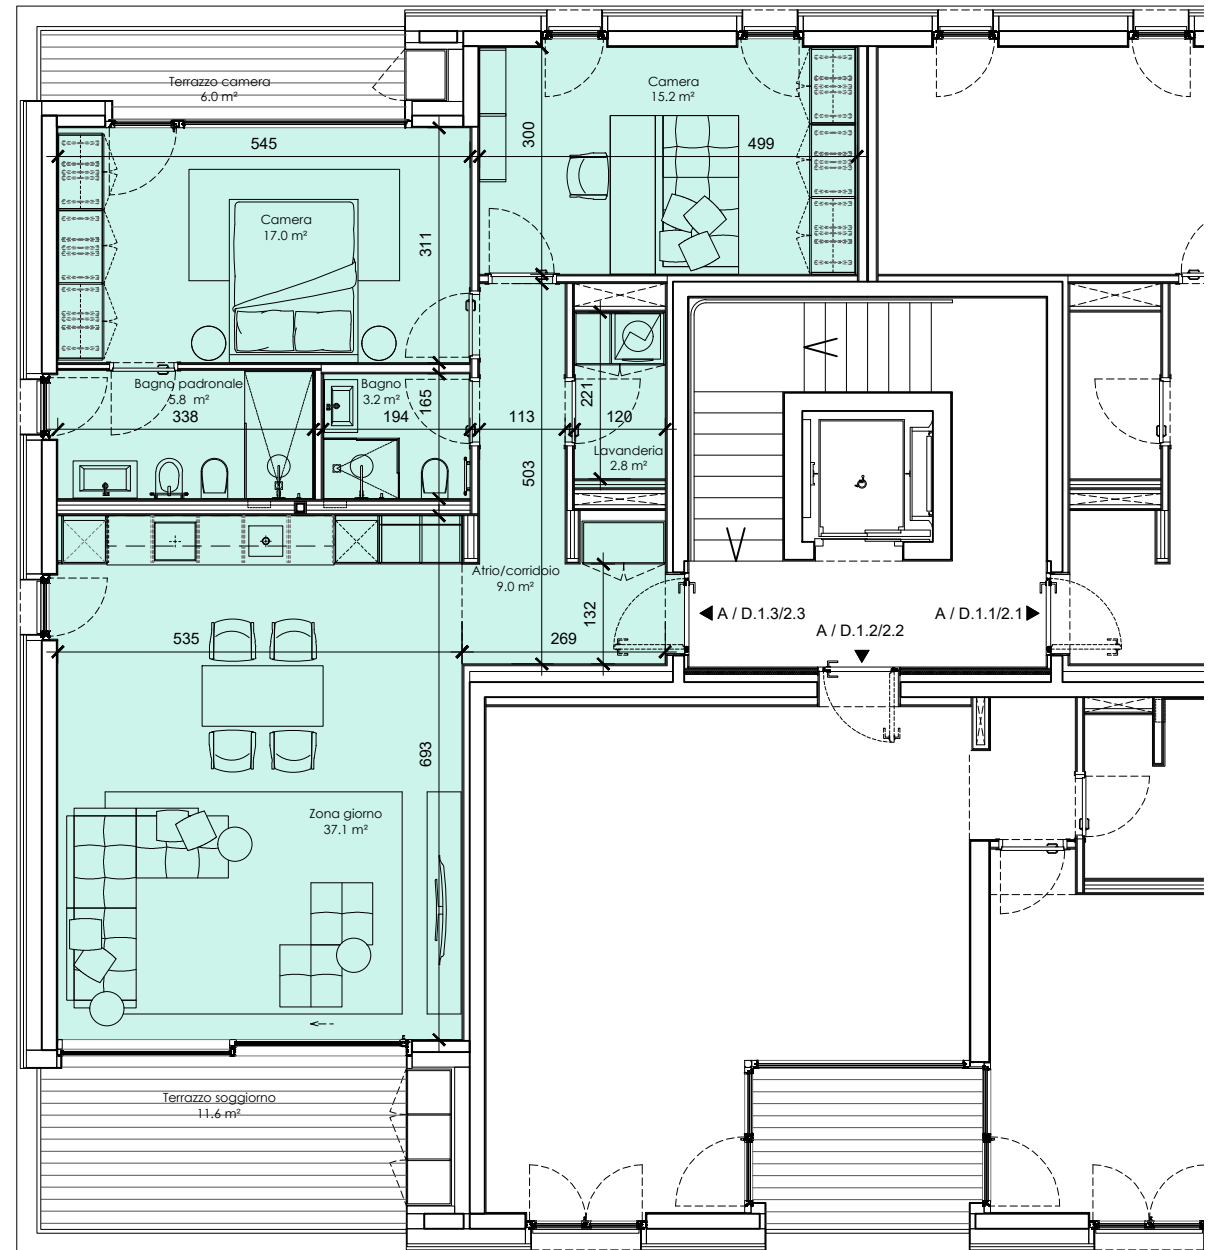 Terrazzo camera
6.0 m²
Camera
15.2 m²
300
499
545
Camera
17.0 m²
311
Bagno padronale
5.8 m²
338
Bagno
3.2 m²
194
165
113
503
221
120
Lavanderia
2.8 m²
Atrio/corridoio
9.0 m²
132
269
535
A / D.1.3/2.3
A / D.1.2/2.2
A / D.1.1/2.1
693
Zona giorno
37.1 m²
Terrazzo soggiorno
11.6 m²